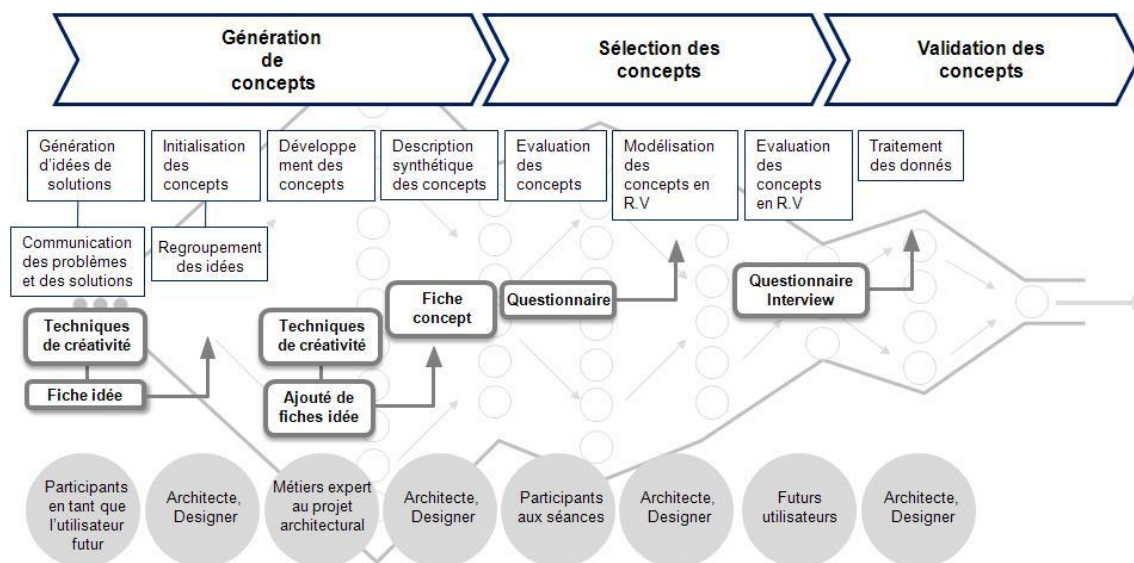 Génération
de
concepts
Sélection des
concepts
Validation des
concepts
Génération
d'idées de
solutions
Initialisation
des
concepts
Développe
ment des
concepts
Description
synthétique
des concepts
Evaluation
des
concepts
Modélisation
des
concepts en
R.V
Evaluation
des
concepts
en R.V
Traitement
des donnés
Communication
des problèmes
et des solutions
Regroupement
des idées
Techniques
de créativité
Fiche idée
Techniques
de créativité
Ajouté de
fiches idée
Fiche
concept
Questionnaire
Questionnaire
Interview
Participants
en tant que
l'utilisateur
futur
Architecte,
Designer
Métiers expert
au projet
architectural
Architecte,
Designer
Participants
aux séances
Architecte,
Designer
Futurs
utilisateurs
Architecte,
Designer